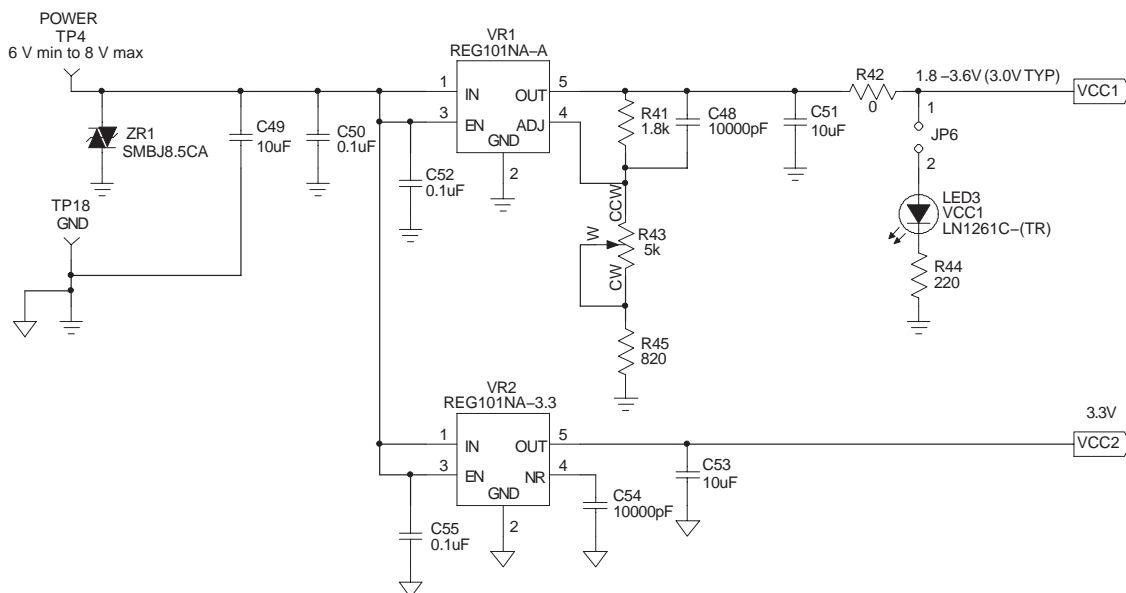 POWER
TP4
6 V min to 8 V max
VR1
REG101NA–A
1
IN
OUT
5
3
EN
ADJ
4
GND
2
ZR1
SMBJ8.5CA
C49
10uF
C50
0.1uF
C52
0.1uF
TP18
GND
R41
1.8k
C48
10000pF
C51
10uF
R42
0
1.8 –3.6V (3.0V TYP)
VCC1
1
JP6
2
LED3
VCC1
LN1261C–(TR)
R44
220
CCW
W
R43
5k
CW
R45
820
VR2
REG101NA–3.3
1
IN
OUT
5
3
EN
NR
4
GND
2
C55
0.1uF
C54
10000pF
C53
10uF
3.3V
VCC2